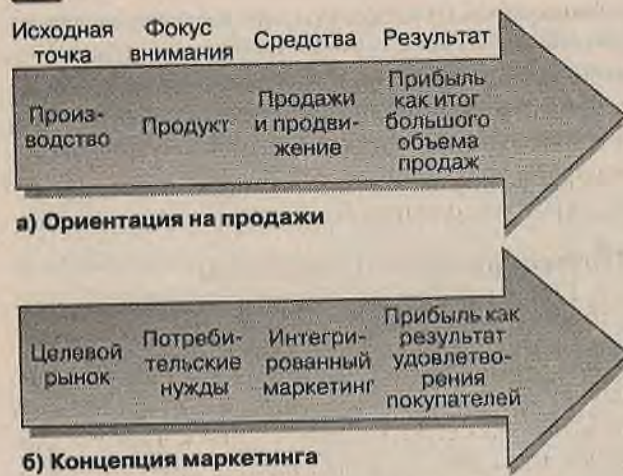 Исходная Фокус Средства Результат
точка внимания
Произ-
водство
Продукт
Продажи
и продви-
жение
Прибыль
как итог
большого
объема
продаж
а) Ориентация на продажи
Целевой
рынок
Потреби-
тельские
нужды
Интегри-
рованный
маркетинг
Прибыль как
результат
удовлетво-
рения
покупателей
б) Концепция маркетинга